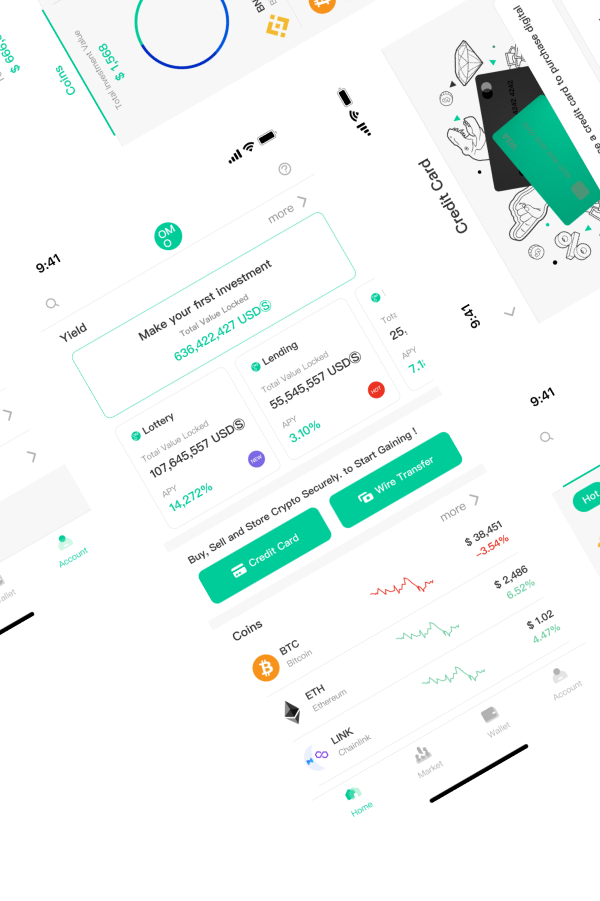 Coins
Total Investment Value
$ 1,568
9:41
OM
O
Yield
more
Make your first investment
Total Value Locked
636,422,427 USDⓈ
Lottery
Total Value Locked
107,645,557 USDⓈ
APY
14,272%
NEW
Lending
Total Value Locked
55,545,557 USDⓈ
APY
3.10%
HOT
25,
APY
Buy, Sell and Store Crypto Securely. to Start Gaining !
Credit Card
Wire Transfer
Coins
more
BTC
Bitcoin
$ 38,451
-3.54%
ETH
Ethereum
$ 2,486
6.52%
LINK
Chainlink
$ 1.02
4.47%
Home
Market
Wallet
Account
Account
Credit Card
e a credit card to purchase digital
4242 4242
9:41
9:41
Hot